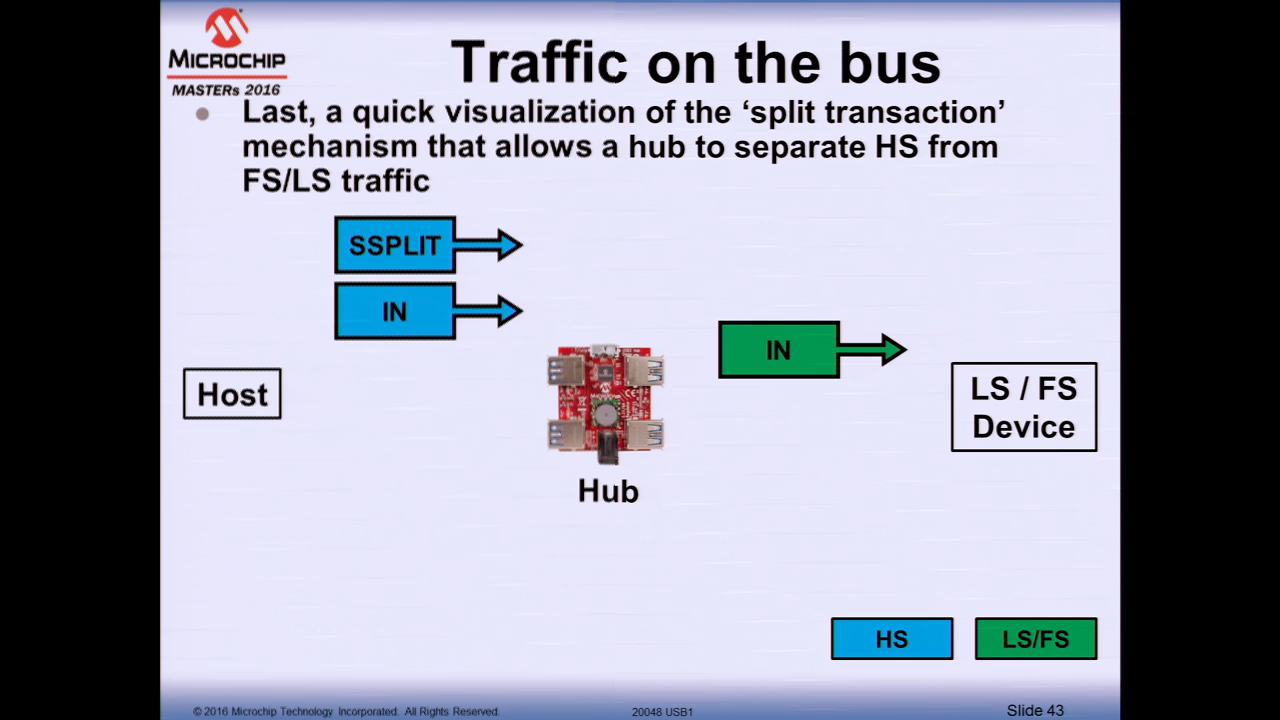 MICROCHIP
MASTERs 2016
Traffic on the bus
Last, a quick visualization of the ‘split transaction’
mechanism that allows a hub to separate HS from
FS/LS traffic
SSPLIT
IN
IN
Host
LS / FS
Device
Hub
HS
LS/FS
© 2016 Microchip Technology Incorporated. All Rights Reserved.
20048 USB1
Slide 43